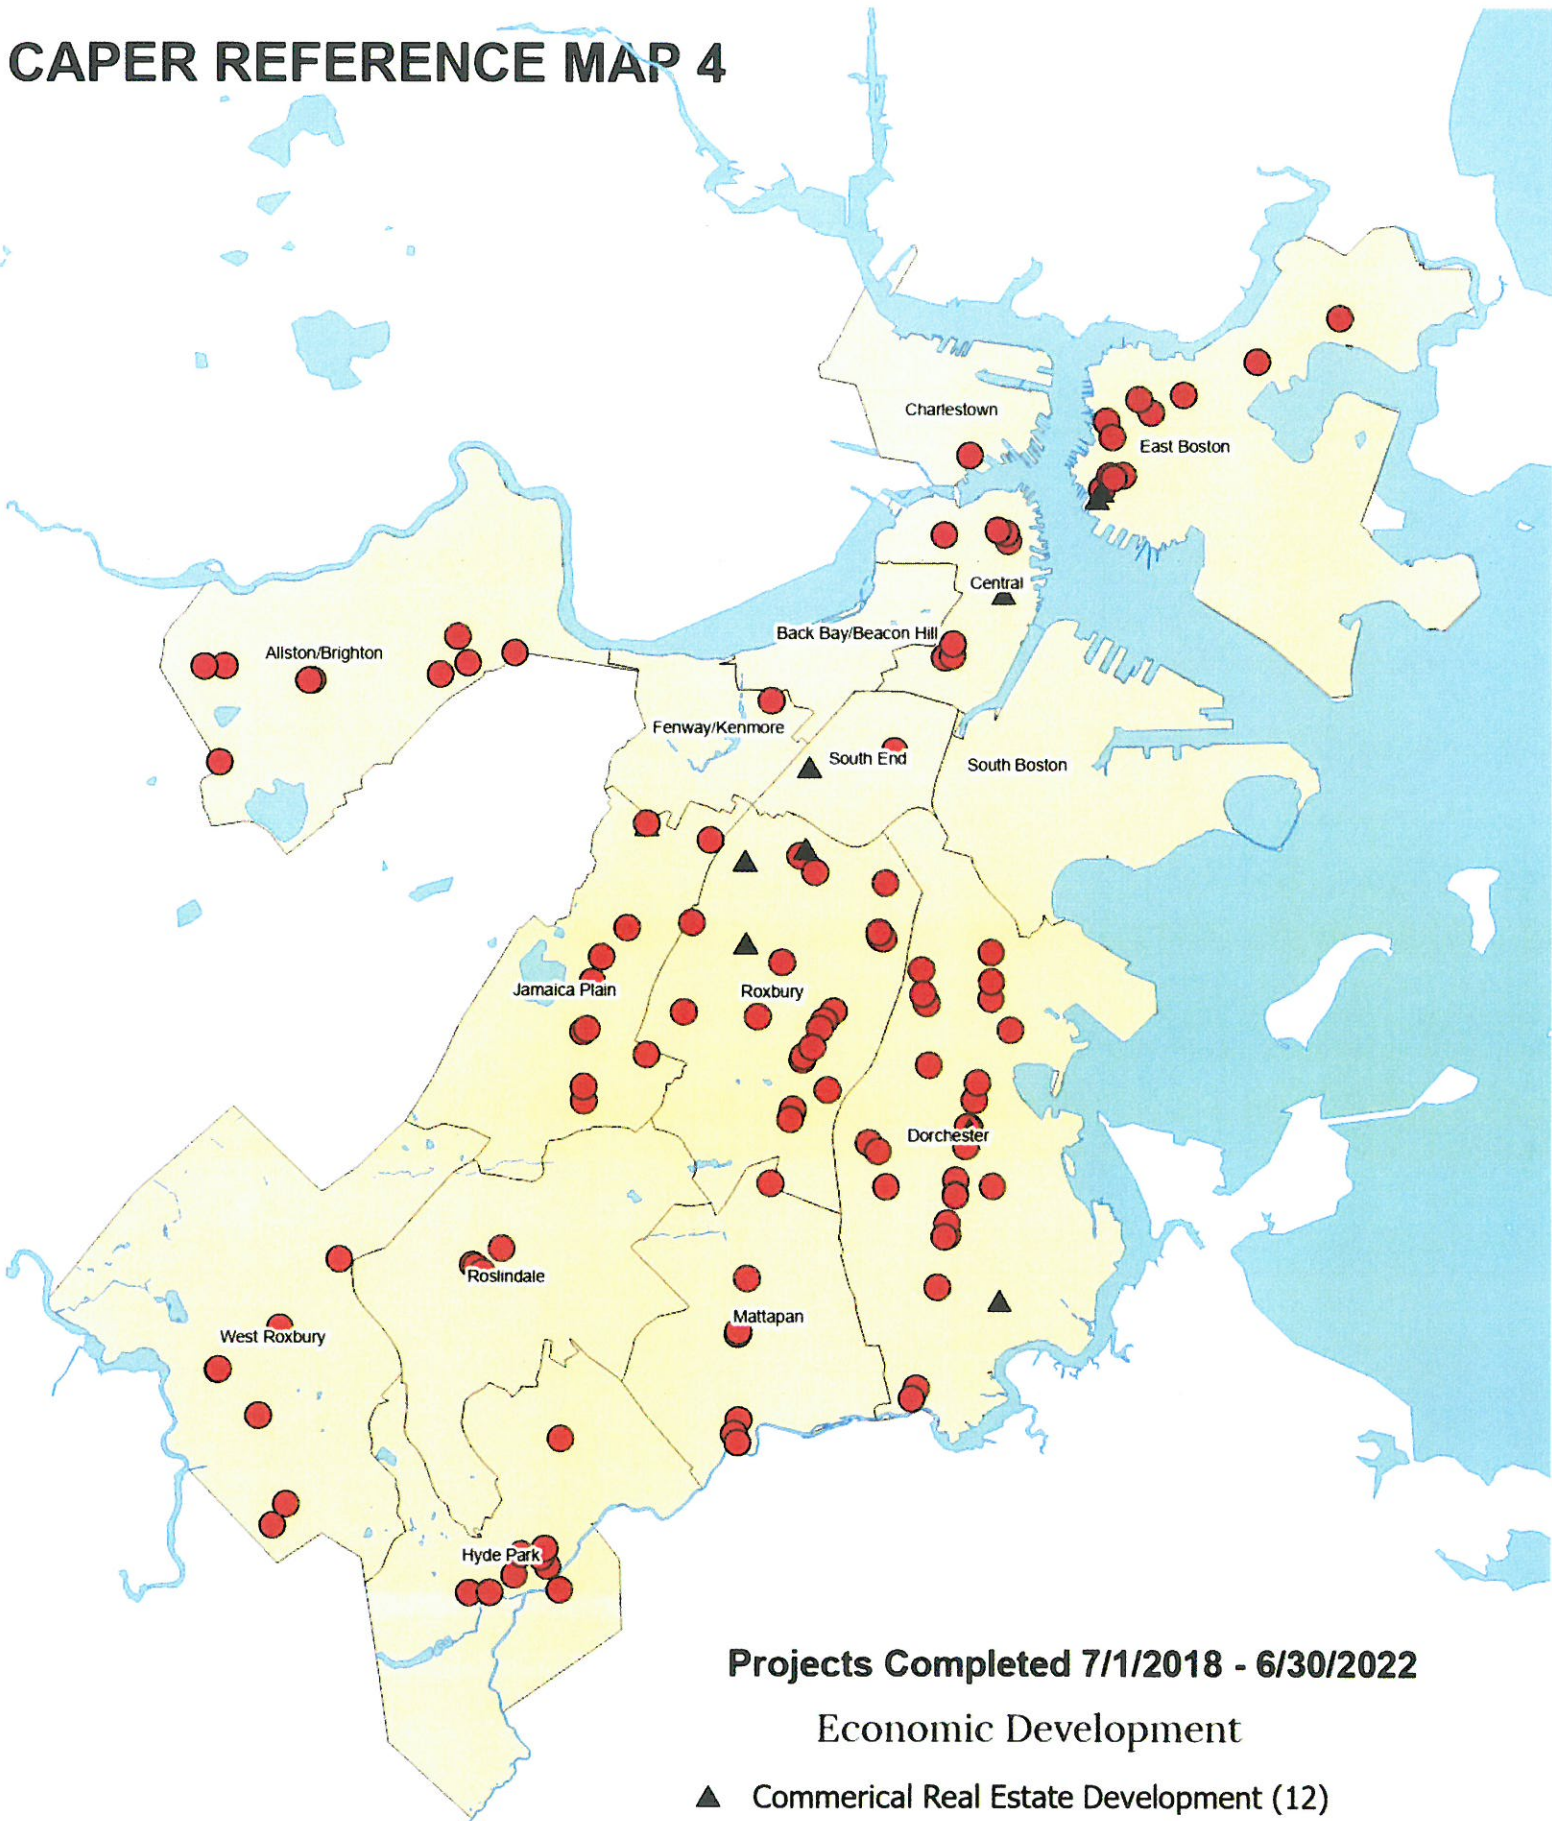 CAPER REFERENCE MAP 4
Charlestown
East Boston
Central
Back Bay/Beacon Hill
Allston/Brighton
Fenway/Kenmore
South End
South Boston
Jamaica Plain
Roxbury
Dorchester
Roslindale
Mattapan
West Roxbury
Hyde Park
Projects Completed 7/1/2018 - 6/30/2022
Economic Development
Commerical Real Estate Development (12)